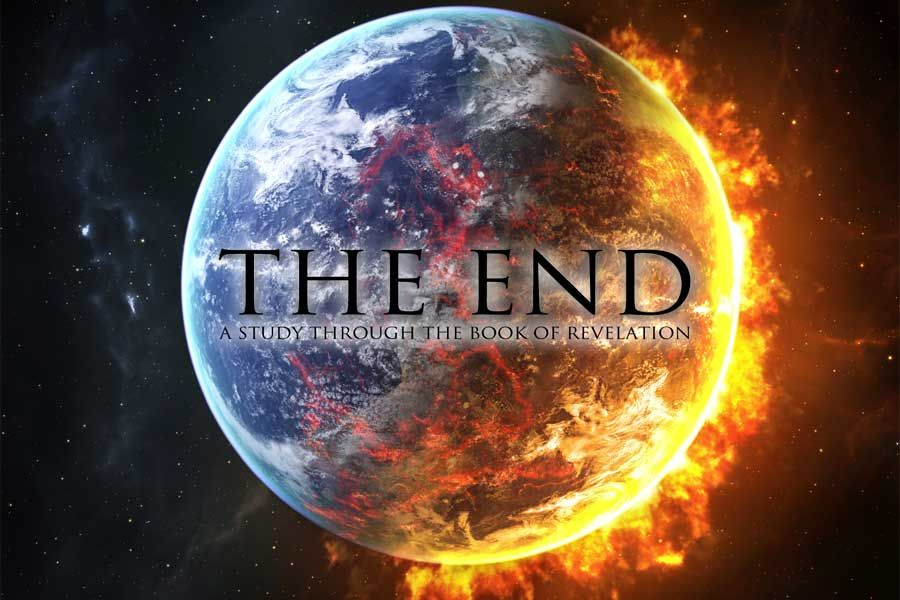 THE END
A STUDY THROUGH THE BOOK OF REVELATION